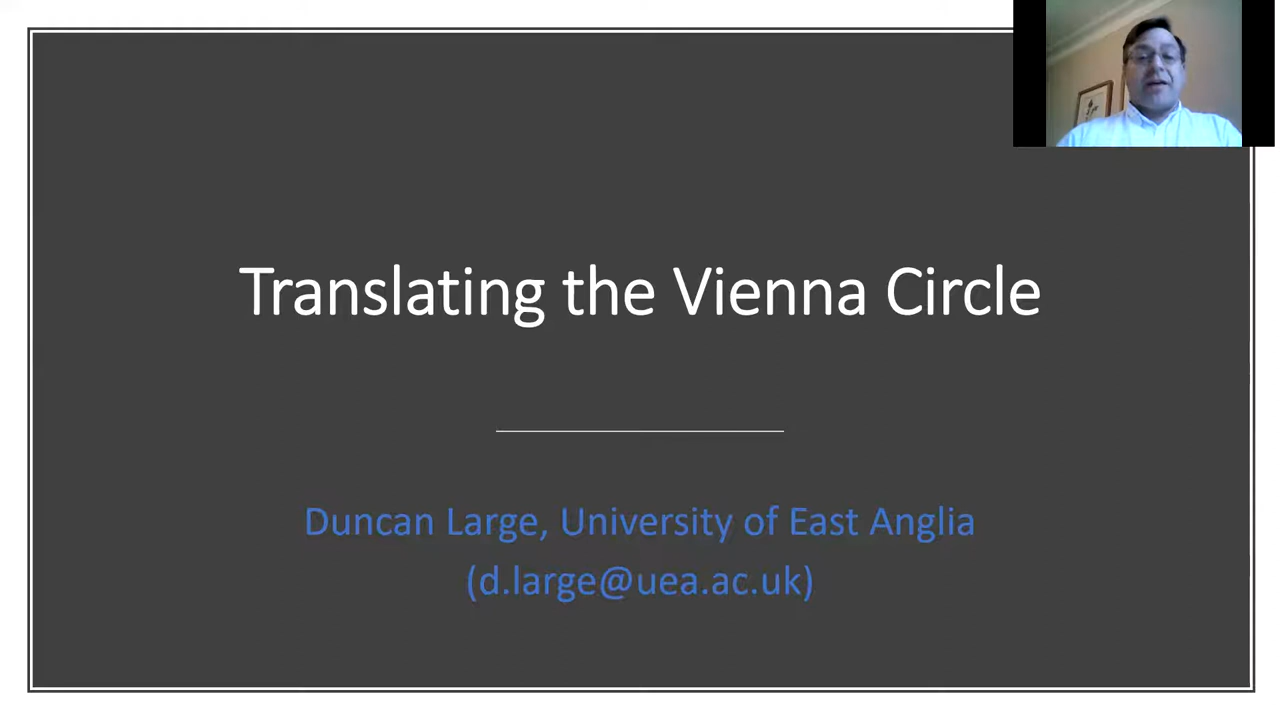 Translating the Vienna Circle
Duncan Large, University of East Anglia
(d.large@uea.ac.uk)